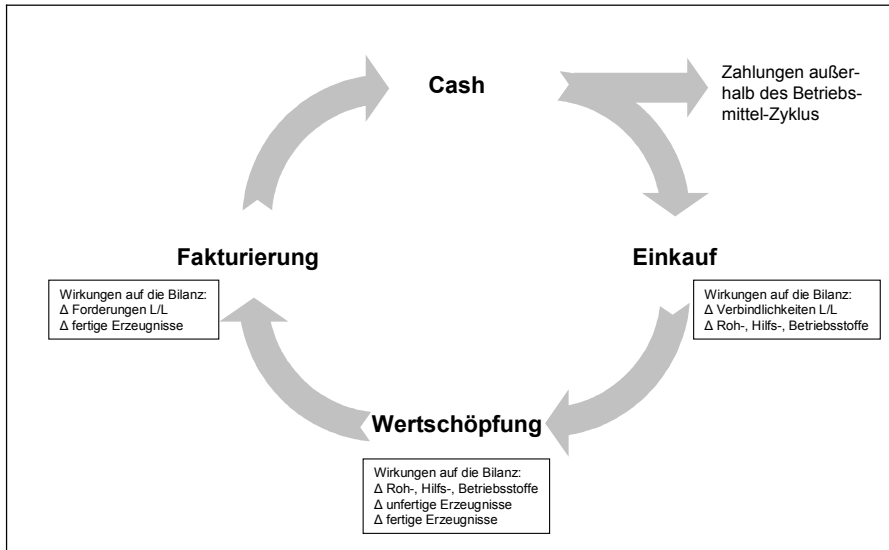 Cash
Zahlungen außer-
halb des Betriebs-
mittel-Zyklus
Einkauf
Wirkungen auf die Bilanz:
Δ Verbindlichkeiten L/L
Δ Roh-, Hilfs-, Betriebsstoffe
Wertschöpfung
Wirkungen auf die Bilanz:
Δ Roh-, Hilfs-, Betriebsstoffe
Δ unfertige Erzeugnisse
Δ fertige Erzeugnisse
Fakturierung
Wirkungen auf die Bilanz:
Δ Forderungen L/L
Δ fertige Erzeugnisse